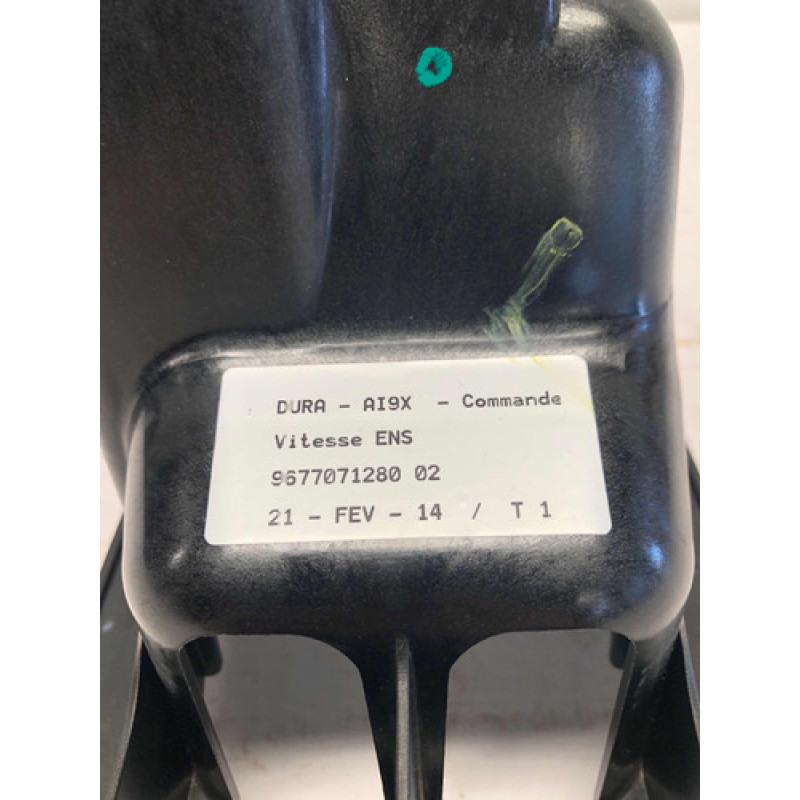 DURA - AI9X - Commande
Vitesse ENS
9677071280 02
21 - FEV - 14 / T 1